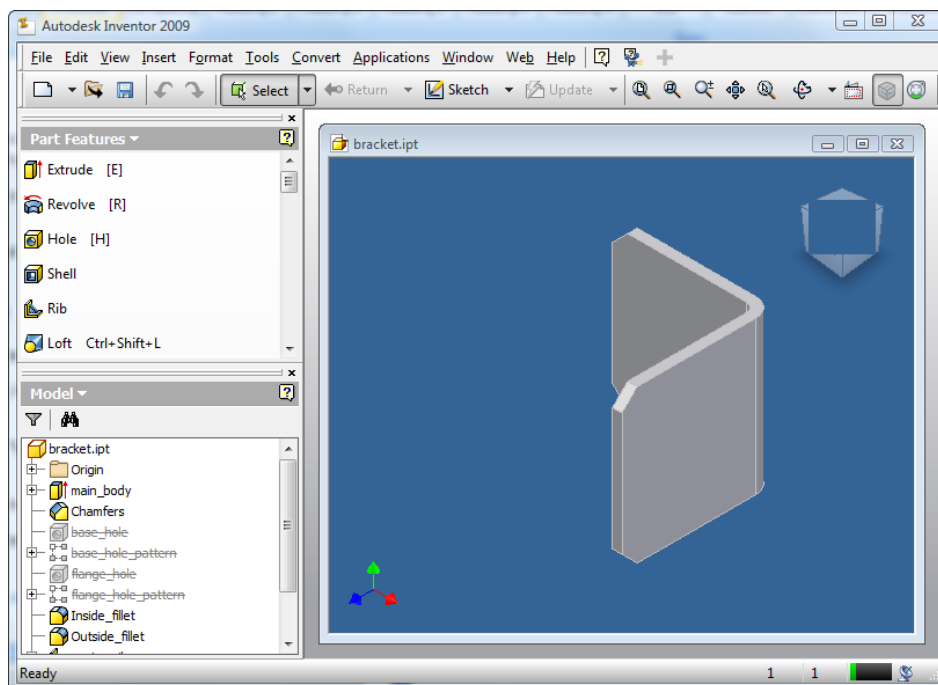 Autodesk Inventor 2009
File Edit View Insert Format Tools Convert Applications Window Web Help
Select Return Sketch Update
Part Features
bracket.ipt
Extrude [E]
Revolve [R]
Hole [H]
Shell
Rib
Loft Ctrl+Shift+L
Model
bracket.ipt
Origin
main_body
Chamfers
base_hole
base_hole_pattern
flange_hole
flange_hole_pattern
Inside_fillet
Outside_fillet
Ready 1 1